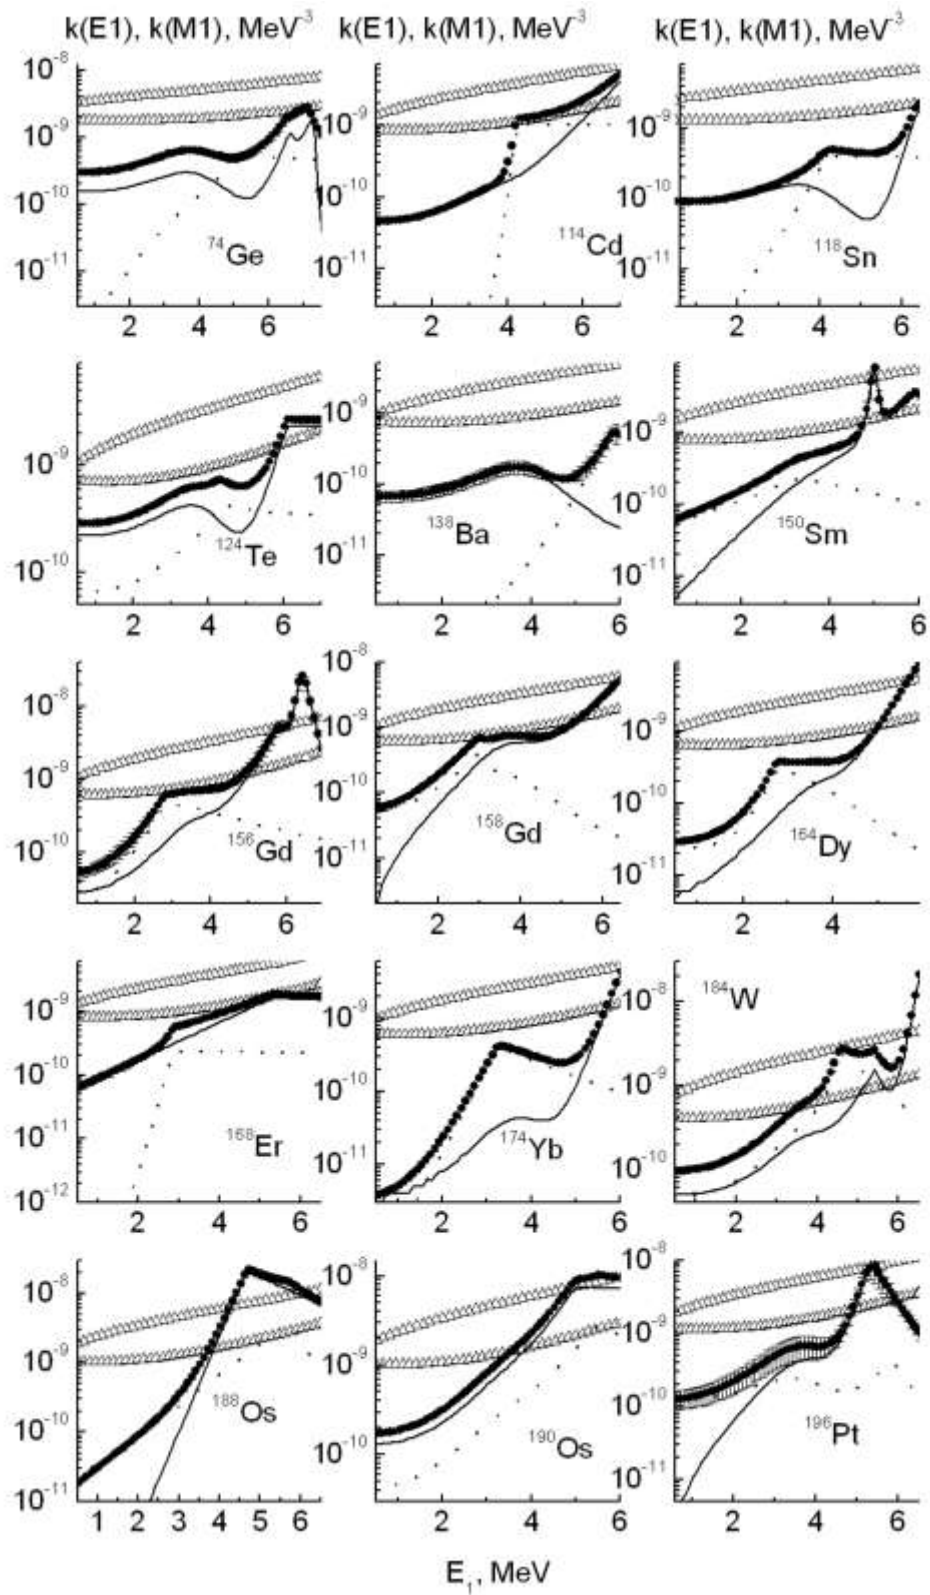 k(E1), k(M1), MeV⁻³ k(E1), k(M1), MeV⁻³ k(E1), k(M1), MeV⁻³
10⁻⁸
10⁻⁹
10⁻¹⁰
10⁻¹¹
⁷⁴Ge
2 4 6
10⁻⁹
10⁻¹⁰
10⁻¹¹
¹¹⁴Cd
2 4 6
10⁻⁹
10⁻¹⁰
10⁻¹¹
¹¹⁸Sn
2 4 6
10⁻⁹
10⁻¹⁰
¹²⁴Te
2 4 6
10⁻⁹
10⁻¹⁰
10⁻¹¹
¹³⁸Ba
2 4 6
10⁻⁹
10⁻¹⁰
10⁻¹¹
¹⁵⁰Sm
2 4 6
10⁻⁸
10⁻⁹
10⁻¹⁰
¹⁵⁶Gd
2 4 6
10⁻⁸
10⁻⁹
10⁻¹⁰
10⁻¹¹
¹⁵⁸Gd
2 4 6
10⁻⁹
10⁻¹⁰
10⁻¹¹
¹⁶⁴Dy
2 4
10⁻⁹
10⁻¹⁰
10⁻¹¹
10⁻¹²
¹⁶⁸Er
2 4 6
10⁻⁹
10⁻¹⁰
10⁻¹¹
¹⁷⁴Yb
2 4 6
10⁻⁸
10⁻⁹
10⁻¹⁰
¹⁸⁴W
2 4 6
10⁻⁸
10⁻⁹
10⁻¹⁰
10⁻¹¹
¹⁸⁸Os
1 2 3 4 5 6
10⁻⁸
10⁻⁹
10⁻¹⁰
¹⁹⁰Os
1 2 3 4 5 6
10⁻⁸
10⁻⁹
10⁻¹⁰
10⁻¹¹
¹⁹⁶Pt
2 4 6
E₁, MeV